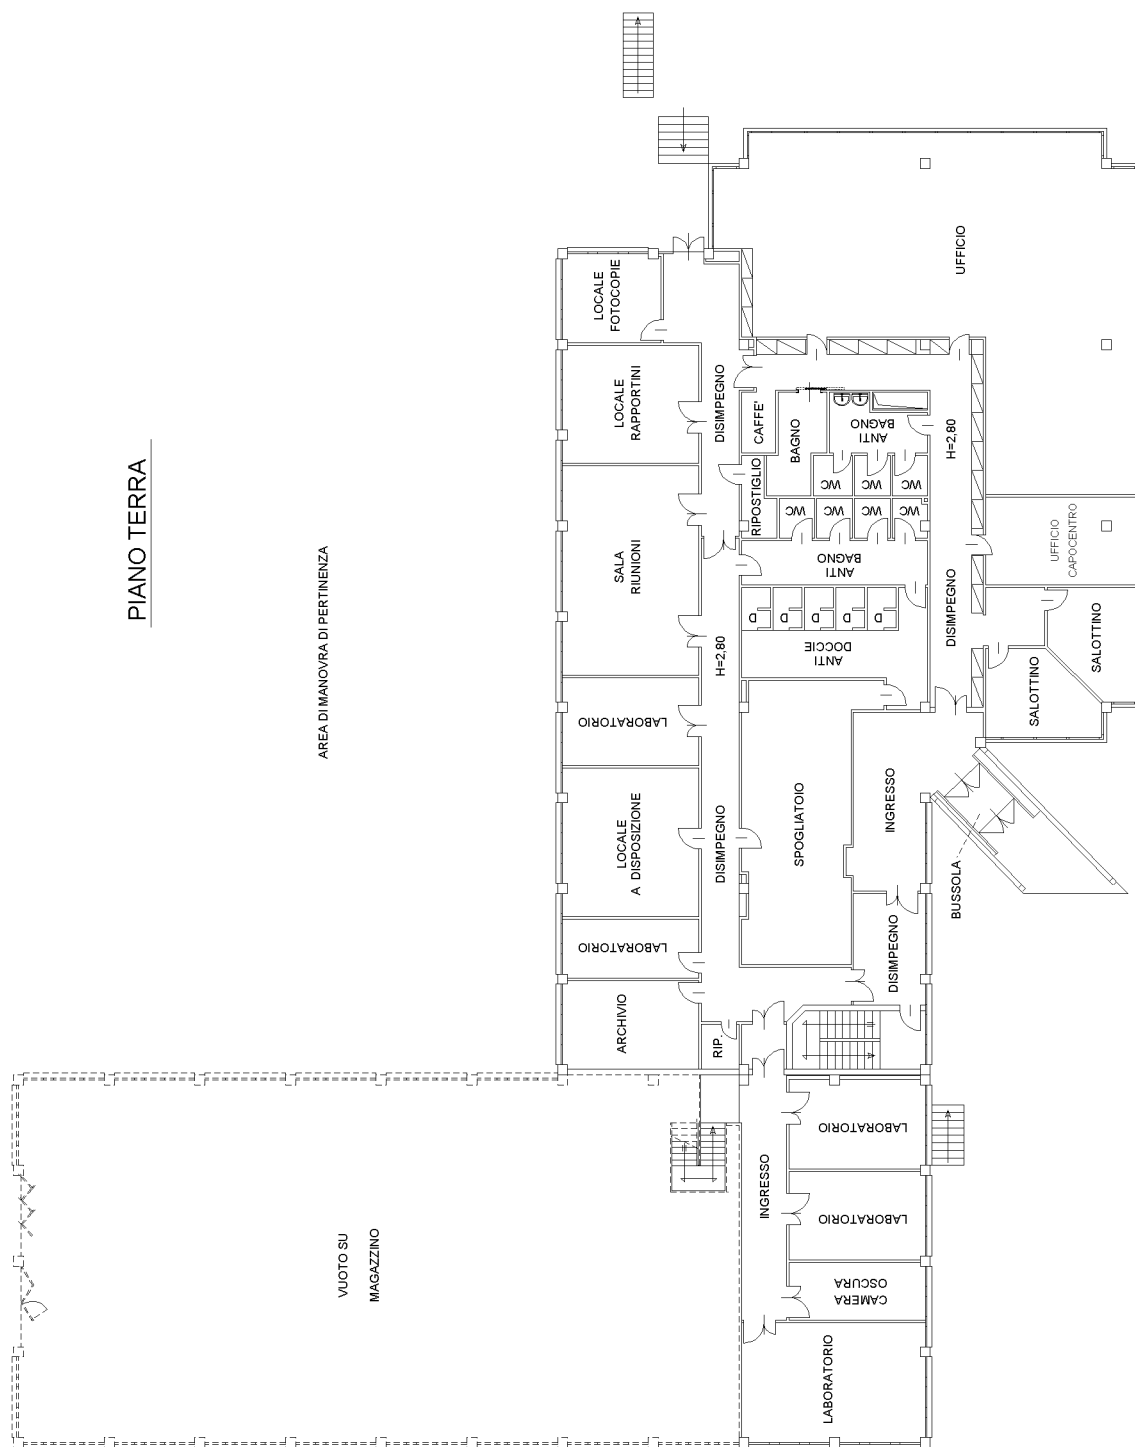 PIANO TERRA
AREA DI MANOVRA DI PERTINENZA
UFFICIO
LOCALE
FOTOCOPIE
LOCALE
RAPPORTINI
DISIMPEGNO
CAFFE'
BAGNO
ANTI
BAGNO
H=2,80
RIPOSTIGLIO
WC
WC
WC
WC
WC
WC
WC
SALA
RIUNIONI
UFFICIO
CAPOCENTRO
ANTI
BAGNO
D
D
D
D
D
ANTI
DOCCIE
H=2,80
DISIMPEGNO
SALOTTINO
SALOTTINO
LABORATORIO
LOCALE
A DISPOSIZIONE
DISIMPEGNO
SPOGLIATOIO
INGRESSO
BUSSOLA
LABORATORIO
DISIMPEGNO
ARCHIVIO
RIP.
VUOTO SU
MAGAZZINO
INGRESSO
LABORATORIO
LABORATORIO
CAMERA
OSCURA
LABORATORIO